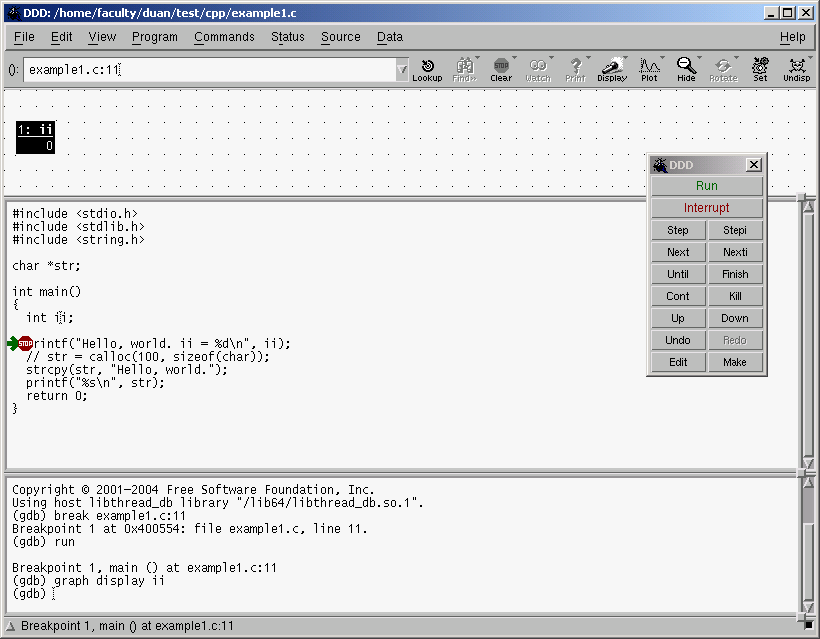 DDD: /home/faculty/duan/test/cpp/example1.c
File Edit View Program Commands Status Source Data Help
(): example1.c:11
Lookup Find>> Clear Watch Print Display Plot Hide Rotate Set Undisp
1: ii
0
DDD
Run
Interrupt
Step Stepi
Next Nexti
Until Finish
Cont Kill
Up Down
Undo Redo
Edit Make
#include <stdio.h>
#include <stdlib.h>
#include <string.h>
char *str;
int main()
{
int ii;
STOP rintf("Hello, world. ii = %d\n", ii);
// str = calloc(100, sizeof(char));
strcpy(str, "Hello, world.");
printf("%s\n", str);
return 0;
}
Copyright © 2001-2004 Free Software Foundation, Inc.
Using host libthread_db library "/lib64/libthread_db.so.1".
(gdb) break example1.c:11
Breakpoint 1 at 0x400554: file example1.c, line 11.
(gdb) run
Breakpoint 1, main () at example1.c:11
(gdb) graph display ii
(gdb)
Breakpoint 1, main () at example1.c:11